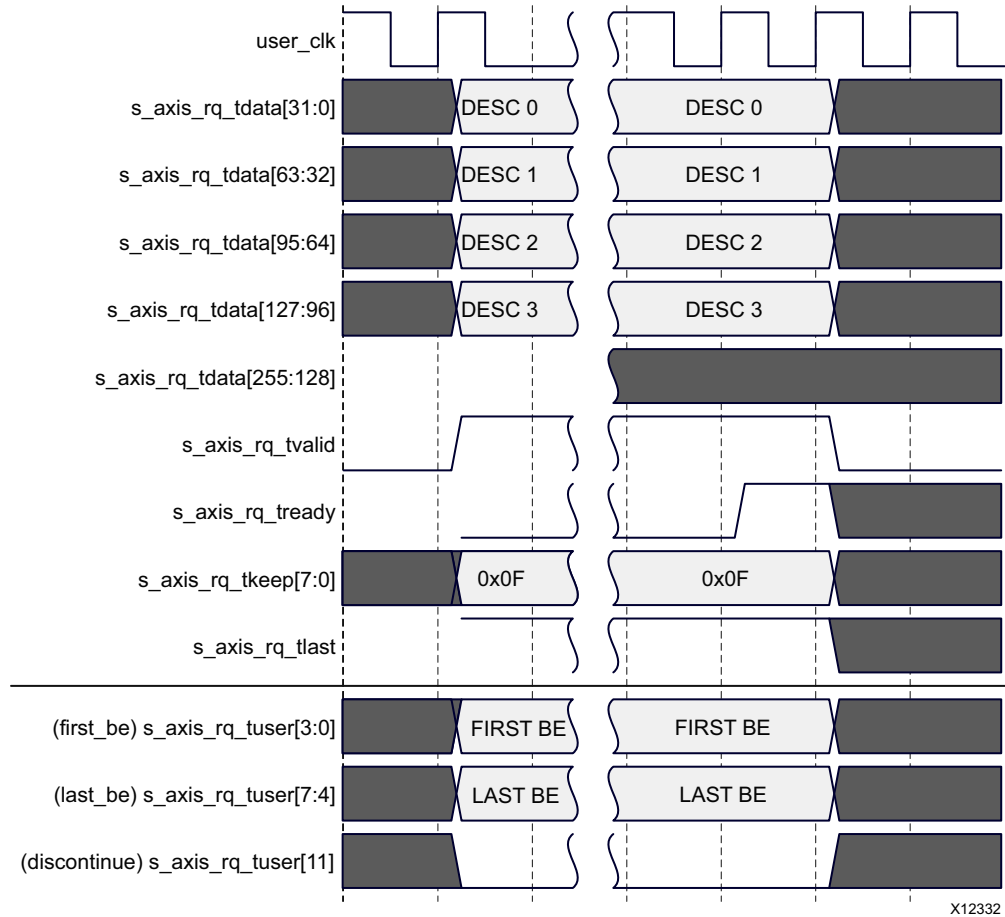 user_clk
s_axis_rq_tdata[31:0] DESC 0 DESC 0
s_axis_rq_tdata[63:32] DESC 1 DESC 1
s_axis_rq_tdata[95:64] DESC 2 DESC 2
s_axis_rq_tdata[127:96] DESC 3 DESC 3
s_axis_rq_tdata[255:128]
s_axis_rq_tvalid
s_axis_rq_tready
s_axis_rq_tkeep[7:0] 0x0F 0x0F
s_axis_rq_tlast
(first_be) s_axis_rq_tuser[3:0] FIRST BE FIRST BE
(last_be) s_axis_rq_tuser[7:4] LAST BE LAST BE
(discontinue) s_axis_rq_tuser[11]
X12332